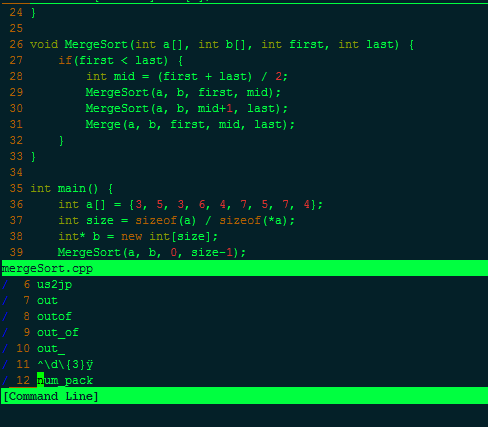 24 }
25
26 void MergeSort(int a[], int b[], int first, int last) {
27     if(first < last) {
28         int mid = (first + last) / 2;
29         MergeSort(a, b, first, mid);
30         MergeSort(a, b, mid+1, last);
31         Merge(a, b, first, mid, last);
32     }
33 }
34
35 int main() {
36     int a[] = {3, 5, 3, 6, 4, 7, 5, 7, 4};
37     int size = sizeof(a) / sizeof(*a);
38     int* b = new int[size];
39     MergeSort(a, b, 0, size-1);
mergeSort.cpp
/  6 us2jp
/  7 out
/  8 outof
/  9 out_of
/ 10 out_
/ 11 ^\d\{3}ÿ
/ 12 num_pack
[Command Line]